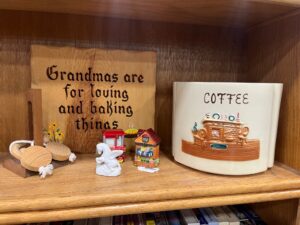 Grandmas are
for loving
and baking
things
COFFEE